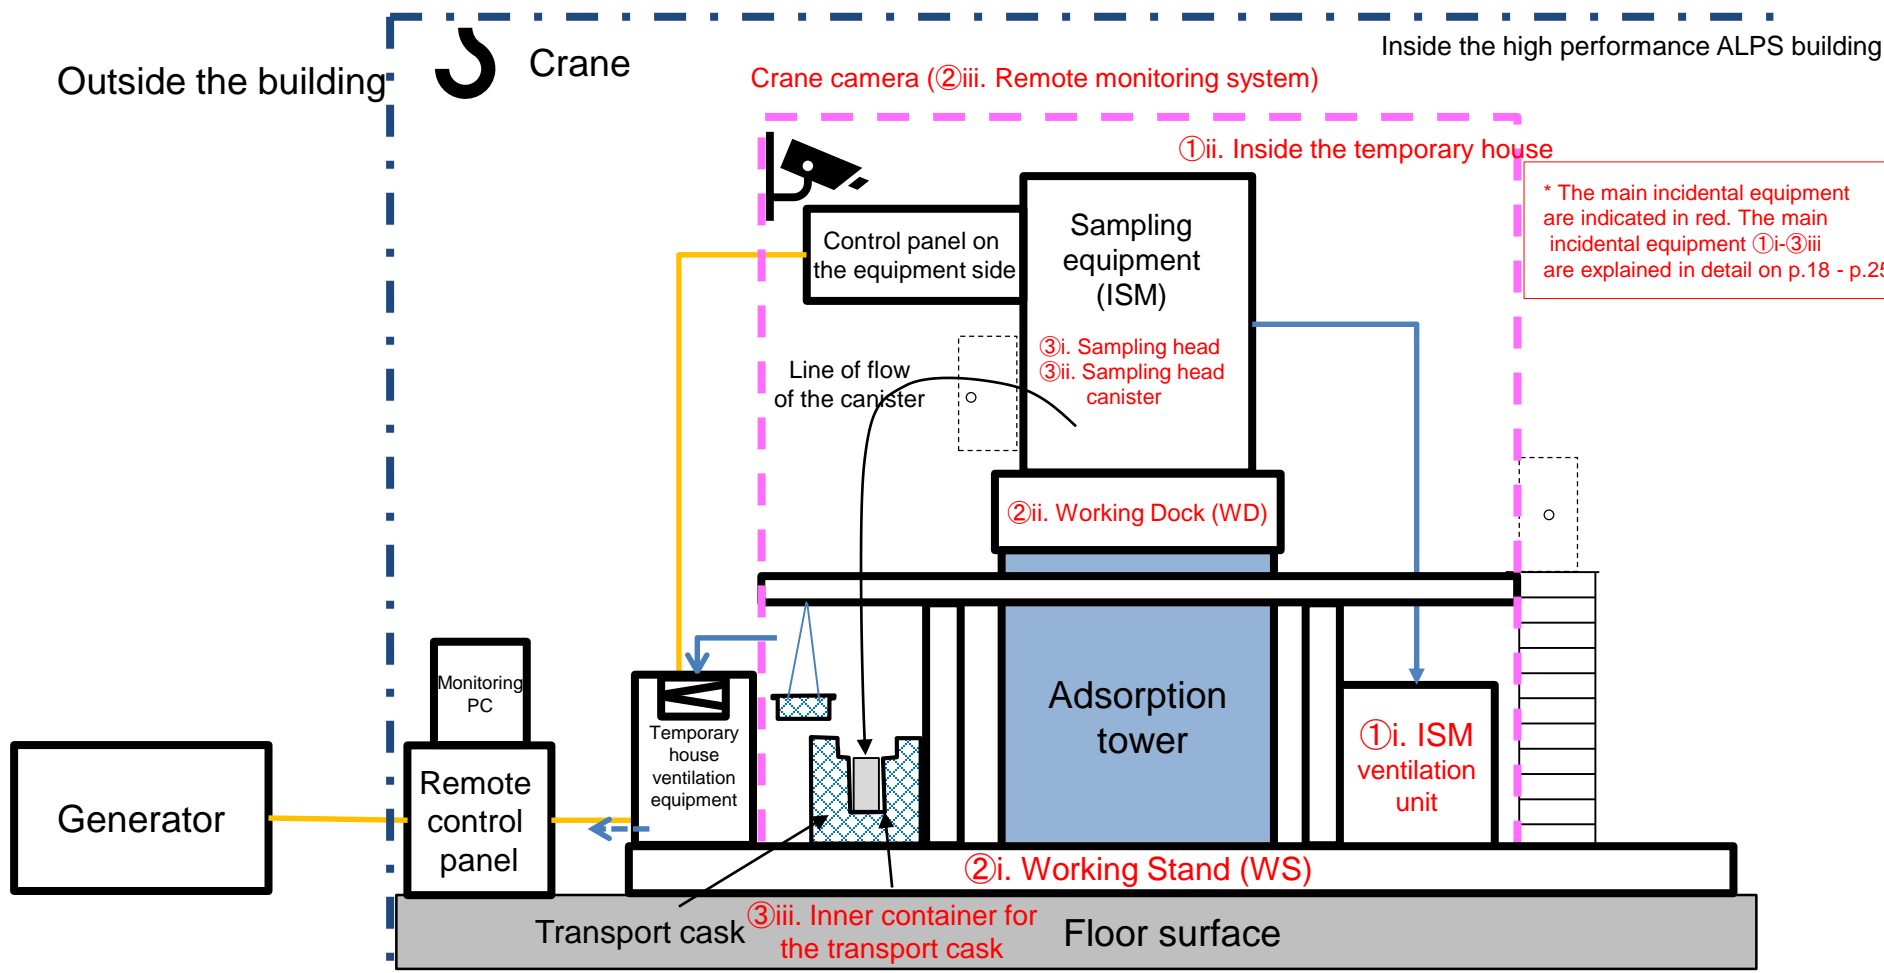 Outside the building
Crane
Inside the high performance ALPS building
Crane camera (②iii. Remote monitoring system)
①ii. Inside the temporary house
* The main incidental equipment
are indicated in red. The main
incidental equipment ①i-③iii
are explained in detail on p.18 - p.25
Control panel on
the equipment side
Sampling
equipment
(ISM)
③i. Sampling head
③ii. Sampling head
canister
Line of flow
of the canister
②ii. Working Dock (WD)
Monitoring
PC
Temporary
house
ventilation
equipment
Adsorption
tower
①i. ISM
ventilation
unit
Generator
Remote
control
panel
②i. Working Stand (WS)
Transport cask
③iii. Inner container for
the transport cask
Floor surface